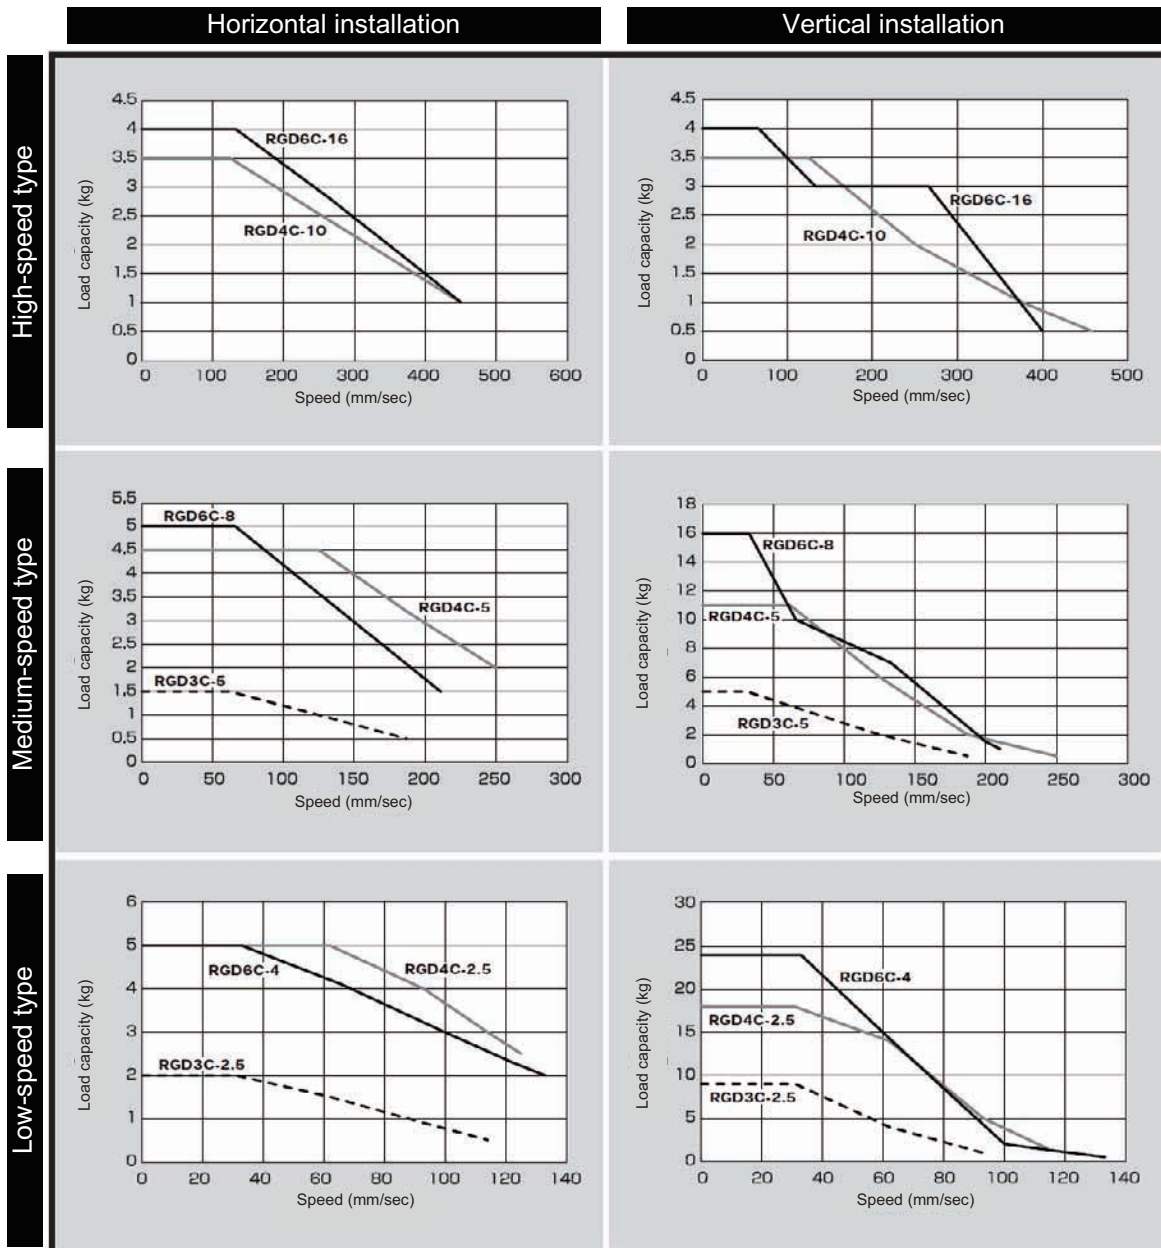 Horizontal installation
Vertical installation
High-speed type
Load capacity (kg)
4.5
4
3.5
3
2.5
2
1.5
1
0.5
0
RGD6C-16
RGD4C-10
0 100 200 300 400 500 600
Speed (mm/sec)
Load capacity (kg)
4.5
4
3.5
3
2.5
2
1.5
1
0.5
0
RGD6C-16
RGD4C-10
0 100 200 300 400 500
Speed (mm/sec)
Medium-speed type
Load capacity (kg)
5.5
5
4.5
4
3.5
3
2.5
2
1.5
1
0.5
0
RGD6C-8
RGD4C-5
RGD3C-5
0 50 100 150 200 250 300
Speed (mm/sec)
Load capacity (kg)
18
16
14
12
10
8
6
4
2
0
RGD6C-8
RGD4C-5
RGD3C-5
0 50 100 150 200 250 300
Speed (mm/sec)
Low-speed type
Load capacity (kg)
6
5
4
3
2
1
0
RGD6C-4
RGD4C-2.5
RGD3C-2.5
0 20 40 60 80 100 120 140
Speed (mm/sec)
Load capacity (kg)
30
25
20
15
10
5
0
RGD6C-4
RGD4C-2.5
RGD3C-2.5
0 20 40 60 80 100 120 140
Speed (mm/sec)